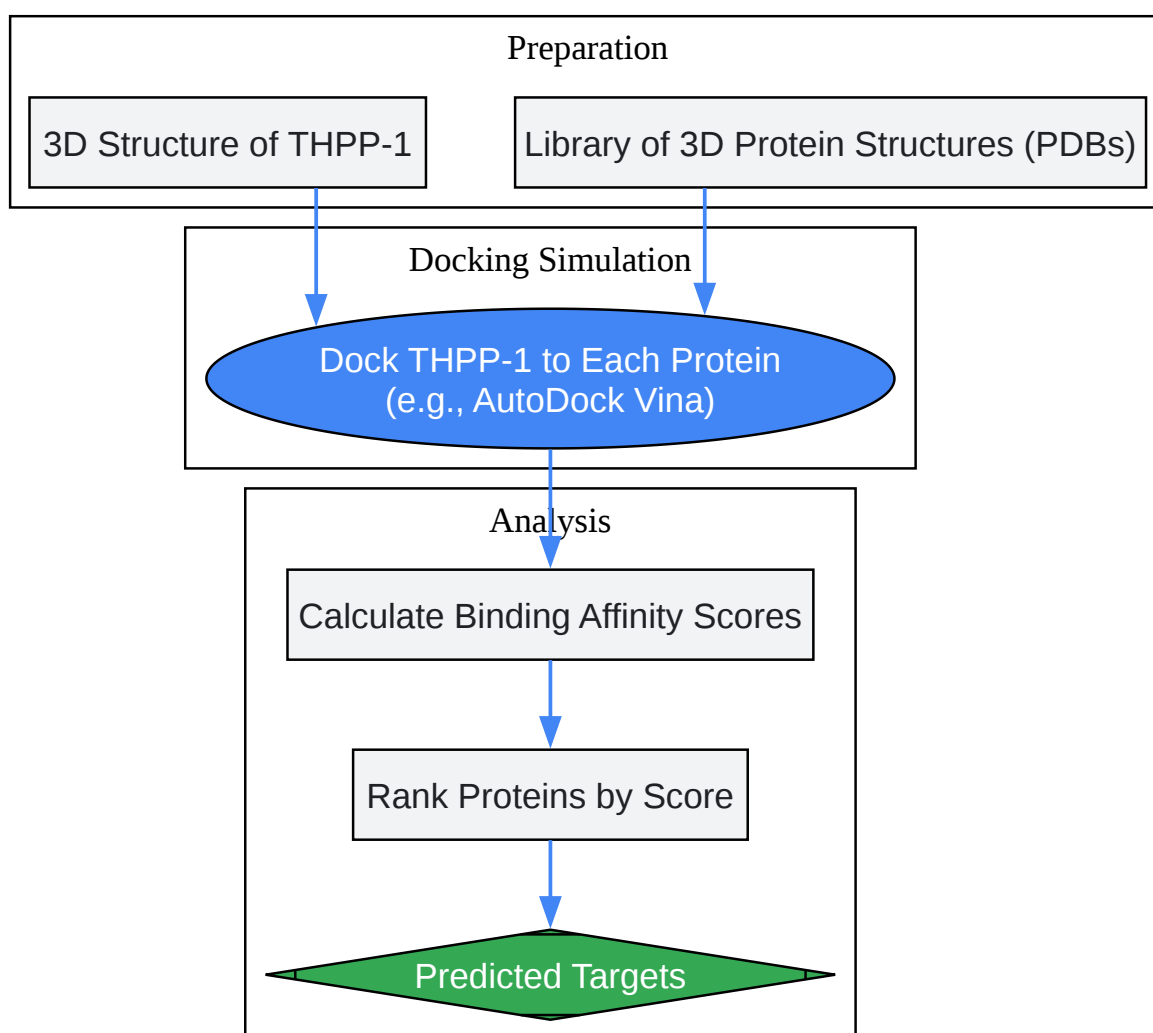 Preparation
3D Structure of THPP-1
Library of 3D Protein Structures (PDBs)
Docking Simulation
Dock THPP-1 to Each Protein
(e.g., AutoDock Vina)
Analysis
Calculate Binding Affinity Scores
Rank Proteins by Score
Predicted Targets